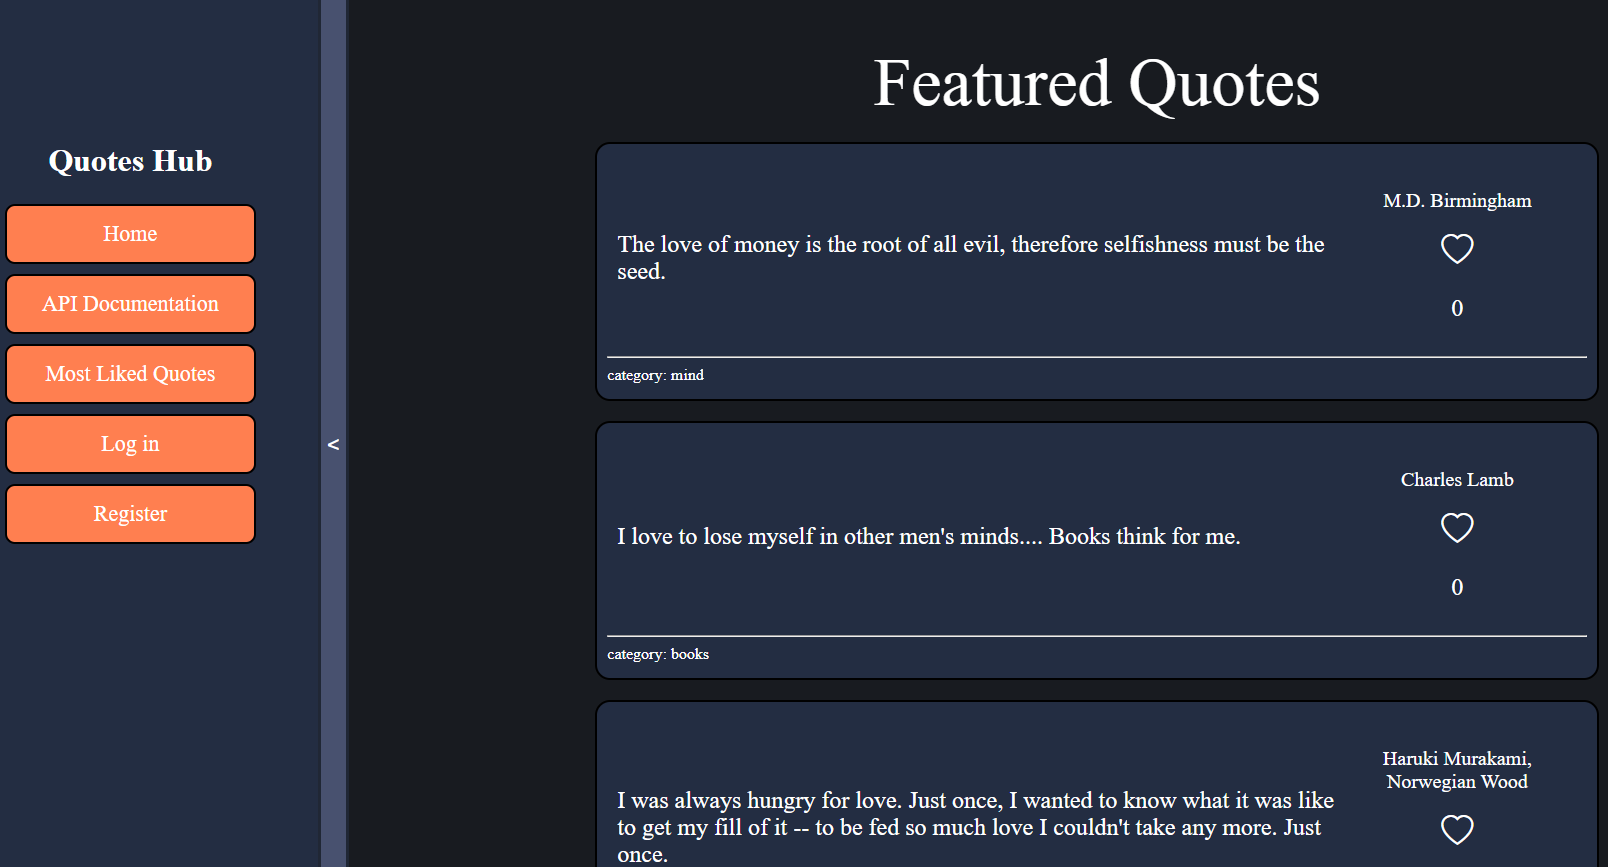 Quotes Hub
Home
API Documentation
Most Liked Quotes
Log in
Register
<
Featured Quotes
The love of money is the root of all evil, therefore selfishness must be the
seed.
M.D. Birmingham
0
category: mind
I love to lose myself in other men's minds.... Books think for me.
Charles Lamb
0
category: books
I was always hungry for love. Just once, I wanted to know what it was like
to get my fill of it -- to be fed so much love I couldn't take any more. Just
once.
Haruki Murakami,
Norwegian Wood